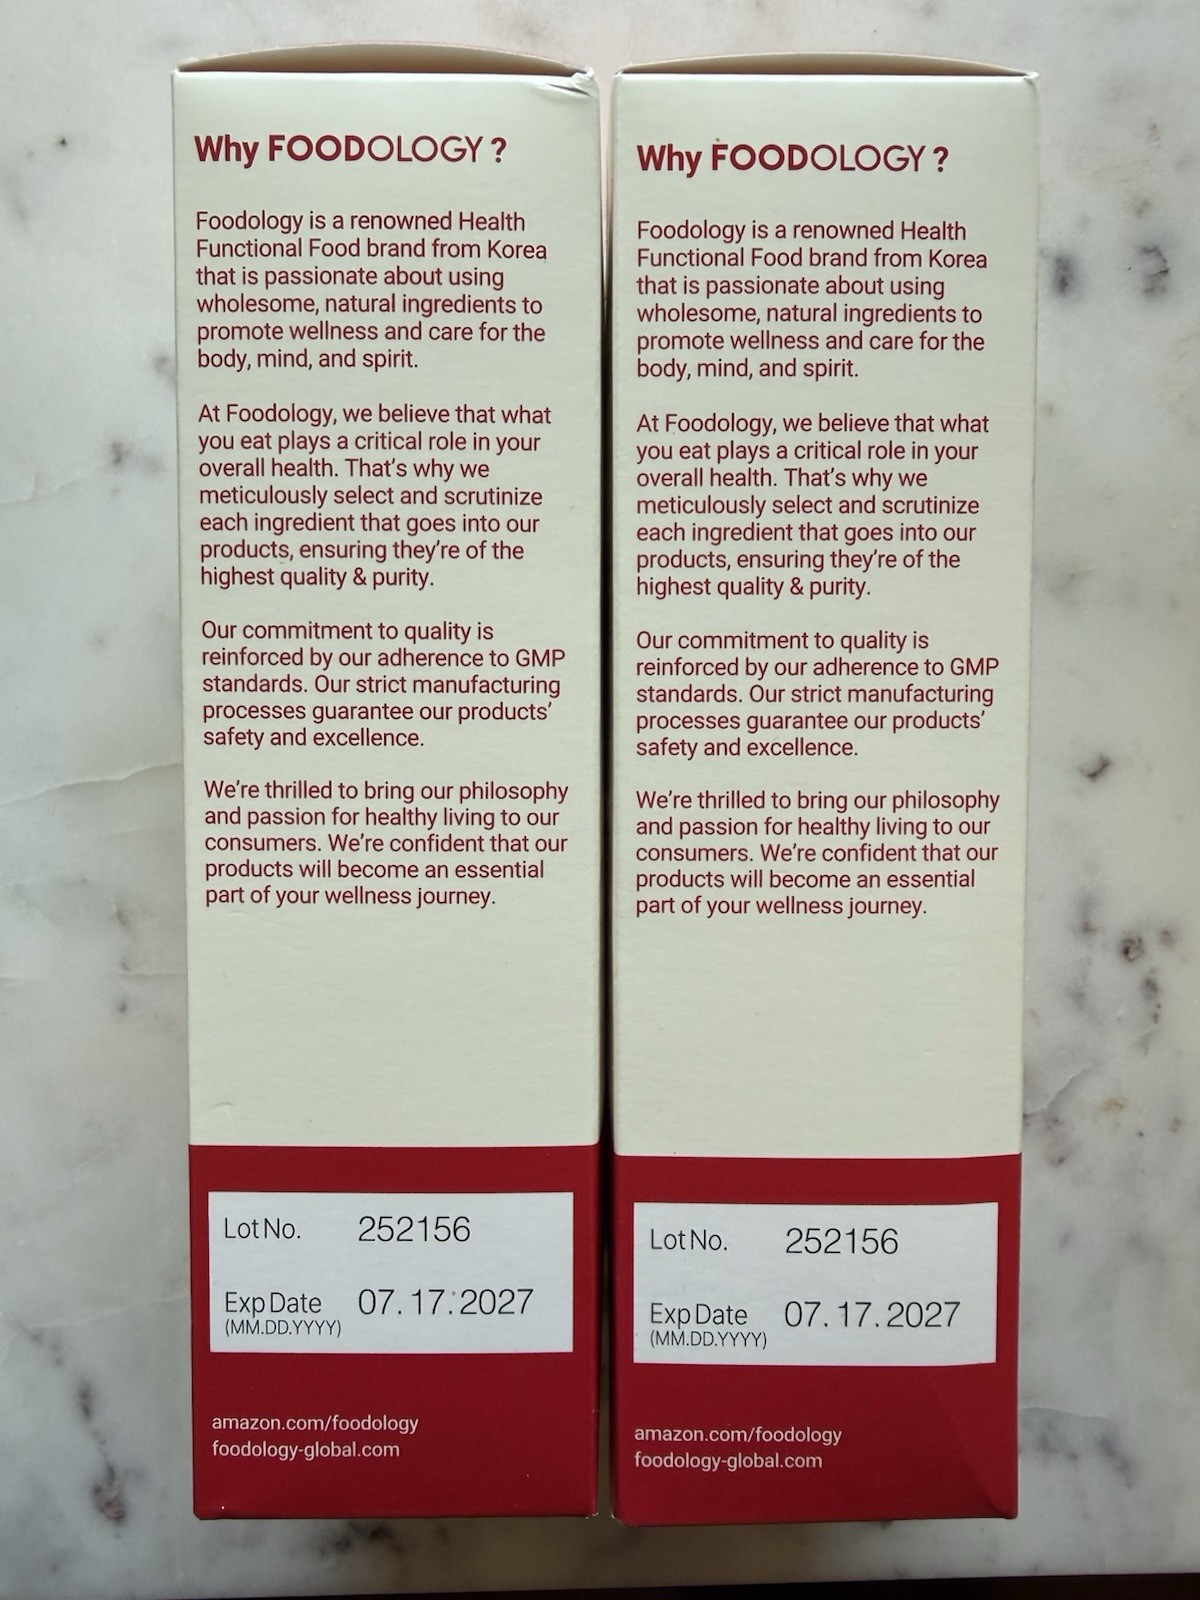 Why FOODOLOGY ?
Foodology is a renowned Health
Functional Food brand from Korea
that is passionate about using
wholesome, natural ingredients to
promote wellness and care for the
body, mind, and spirit.
At Foodology, we believe that what
you eat plays a critical role in your
overall health. That's why we
meticulously select and scrutinize
each ingredient that goes into our
products, ensuring they're of the
highest quality & purity.
Our commitment to quality is
reinforced by our adherence to GMP
standards. Our strict manufacturing
processes guarantee our products'
safety and excellence.
We're thrilled to bring our philosophy
and passion for healthy living to our
consumers. We're confident that our
products will become an essential
part of your wellness journey.
Lot No. 252156
Exp Date 07.17.2027
(MM.DD.YYYY)
amazon.com/foodology
foodology-global.com
Why FOODOLOGY ?
Foodology is a renowned Health
Functional Food brand from Korea
that is passionate about using
wholesome, natural ingredients to
promote wellness and care for the
body, mind, and spirit.
At Foodology, we believe that what
you eat plays a critical role in your
overall health. That's why we
meticulously select and scrutinize
each ingredient that goes into our
products, ensuring they're of the
highest quality & purity.
Our commitment to quality is
reinforced by our adherence to GMP
standards. Our strict manufacturing
processes guarantee our products'
safety and excellence.
We're thrilled to bring our philosophy
and passion for healthy living to our
consumers. We're confident that our
products will become an essential
part of your wellness journey.
Lot No. 252156
Exp Date 07.17.2027
(MM.DD.YYYY)
amazon.com/foodology
foodology-global.com